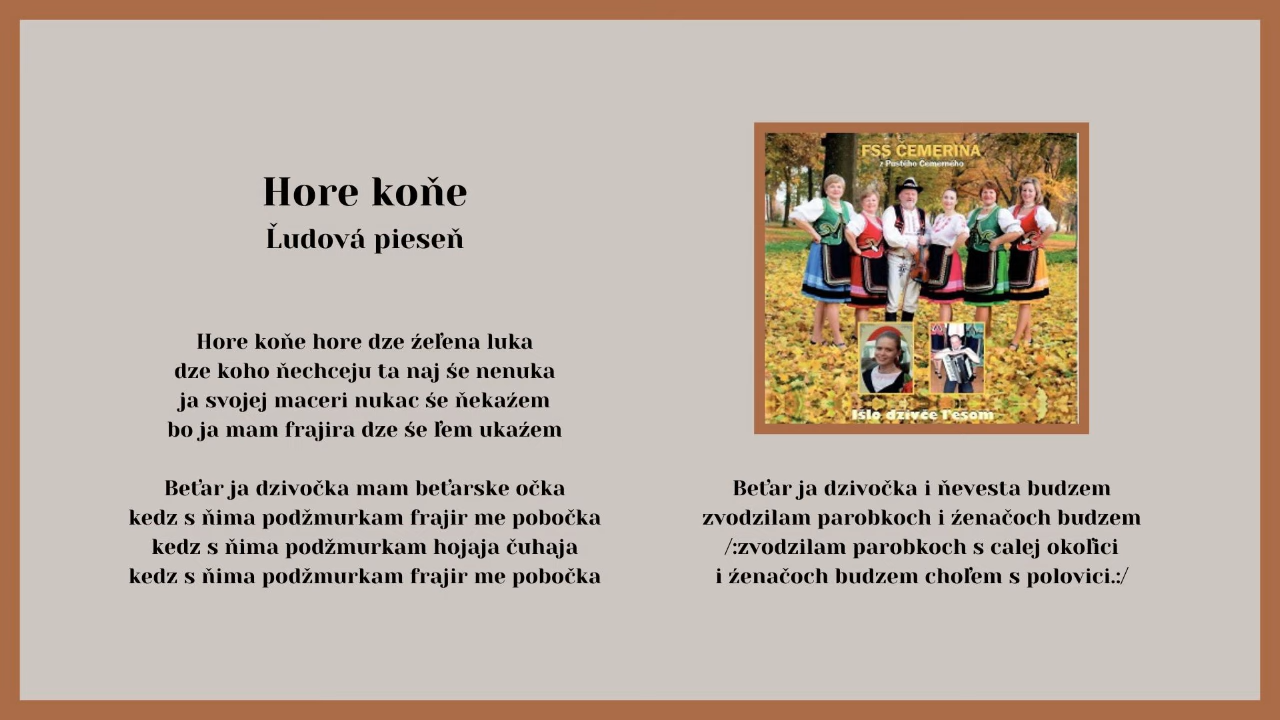 Hore koňe
Ľudová pieseň
Hore koňe hore dze źeľena luka
dze koho ňechceju ta naj śe nenuka
ja svojej maceri nukac śe ňekaźem
bo ja mam frajira dze śe ľem ukaźem
Beťar ja dzivočka mam beťarske očka
kedz s ňima podžmurkam frajir me pobočka
kedz s ňima podžmurkam hojaja čuhaja
kedz s ňima podžmurkam frajir me pobočka
FSS ČEMERINA
z Pustého Čemerného
Išlo dzivče ľesom
Beťar ja dzivočka i ňevesta budzem
zvodzilam parobkoch i źenačoch budzem
/:zvodzilam parobkoch s calej okoľici
i źenačoch budzem choľem s polovici.:/